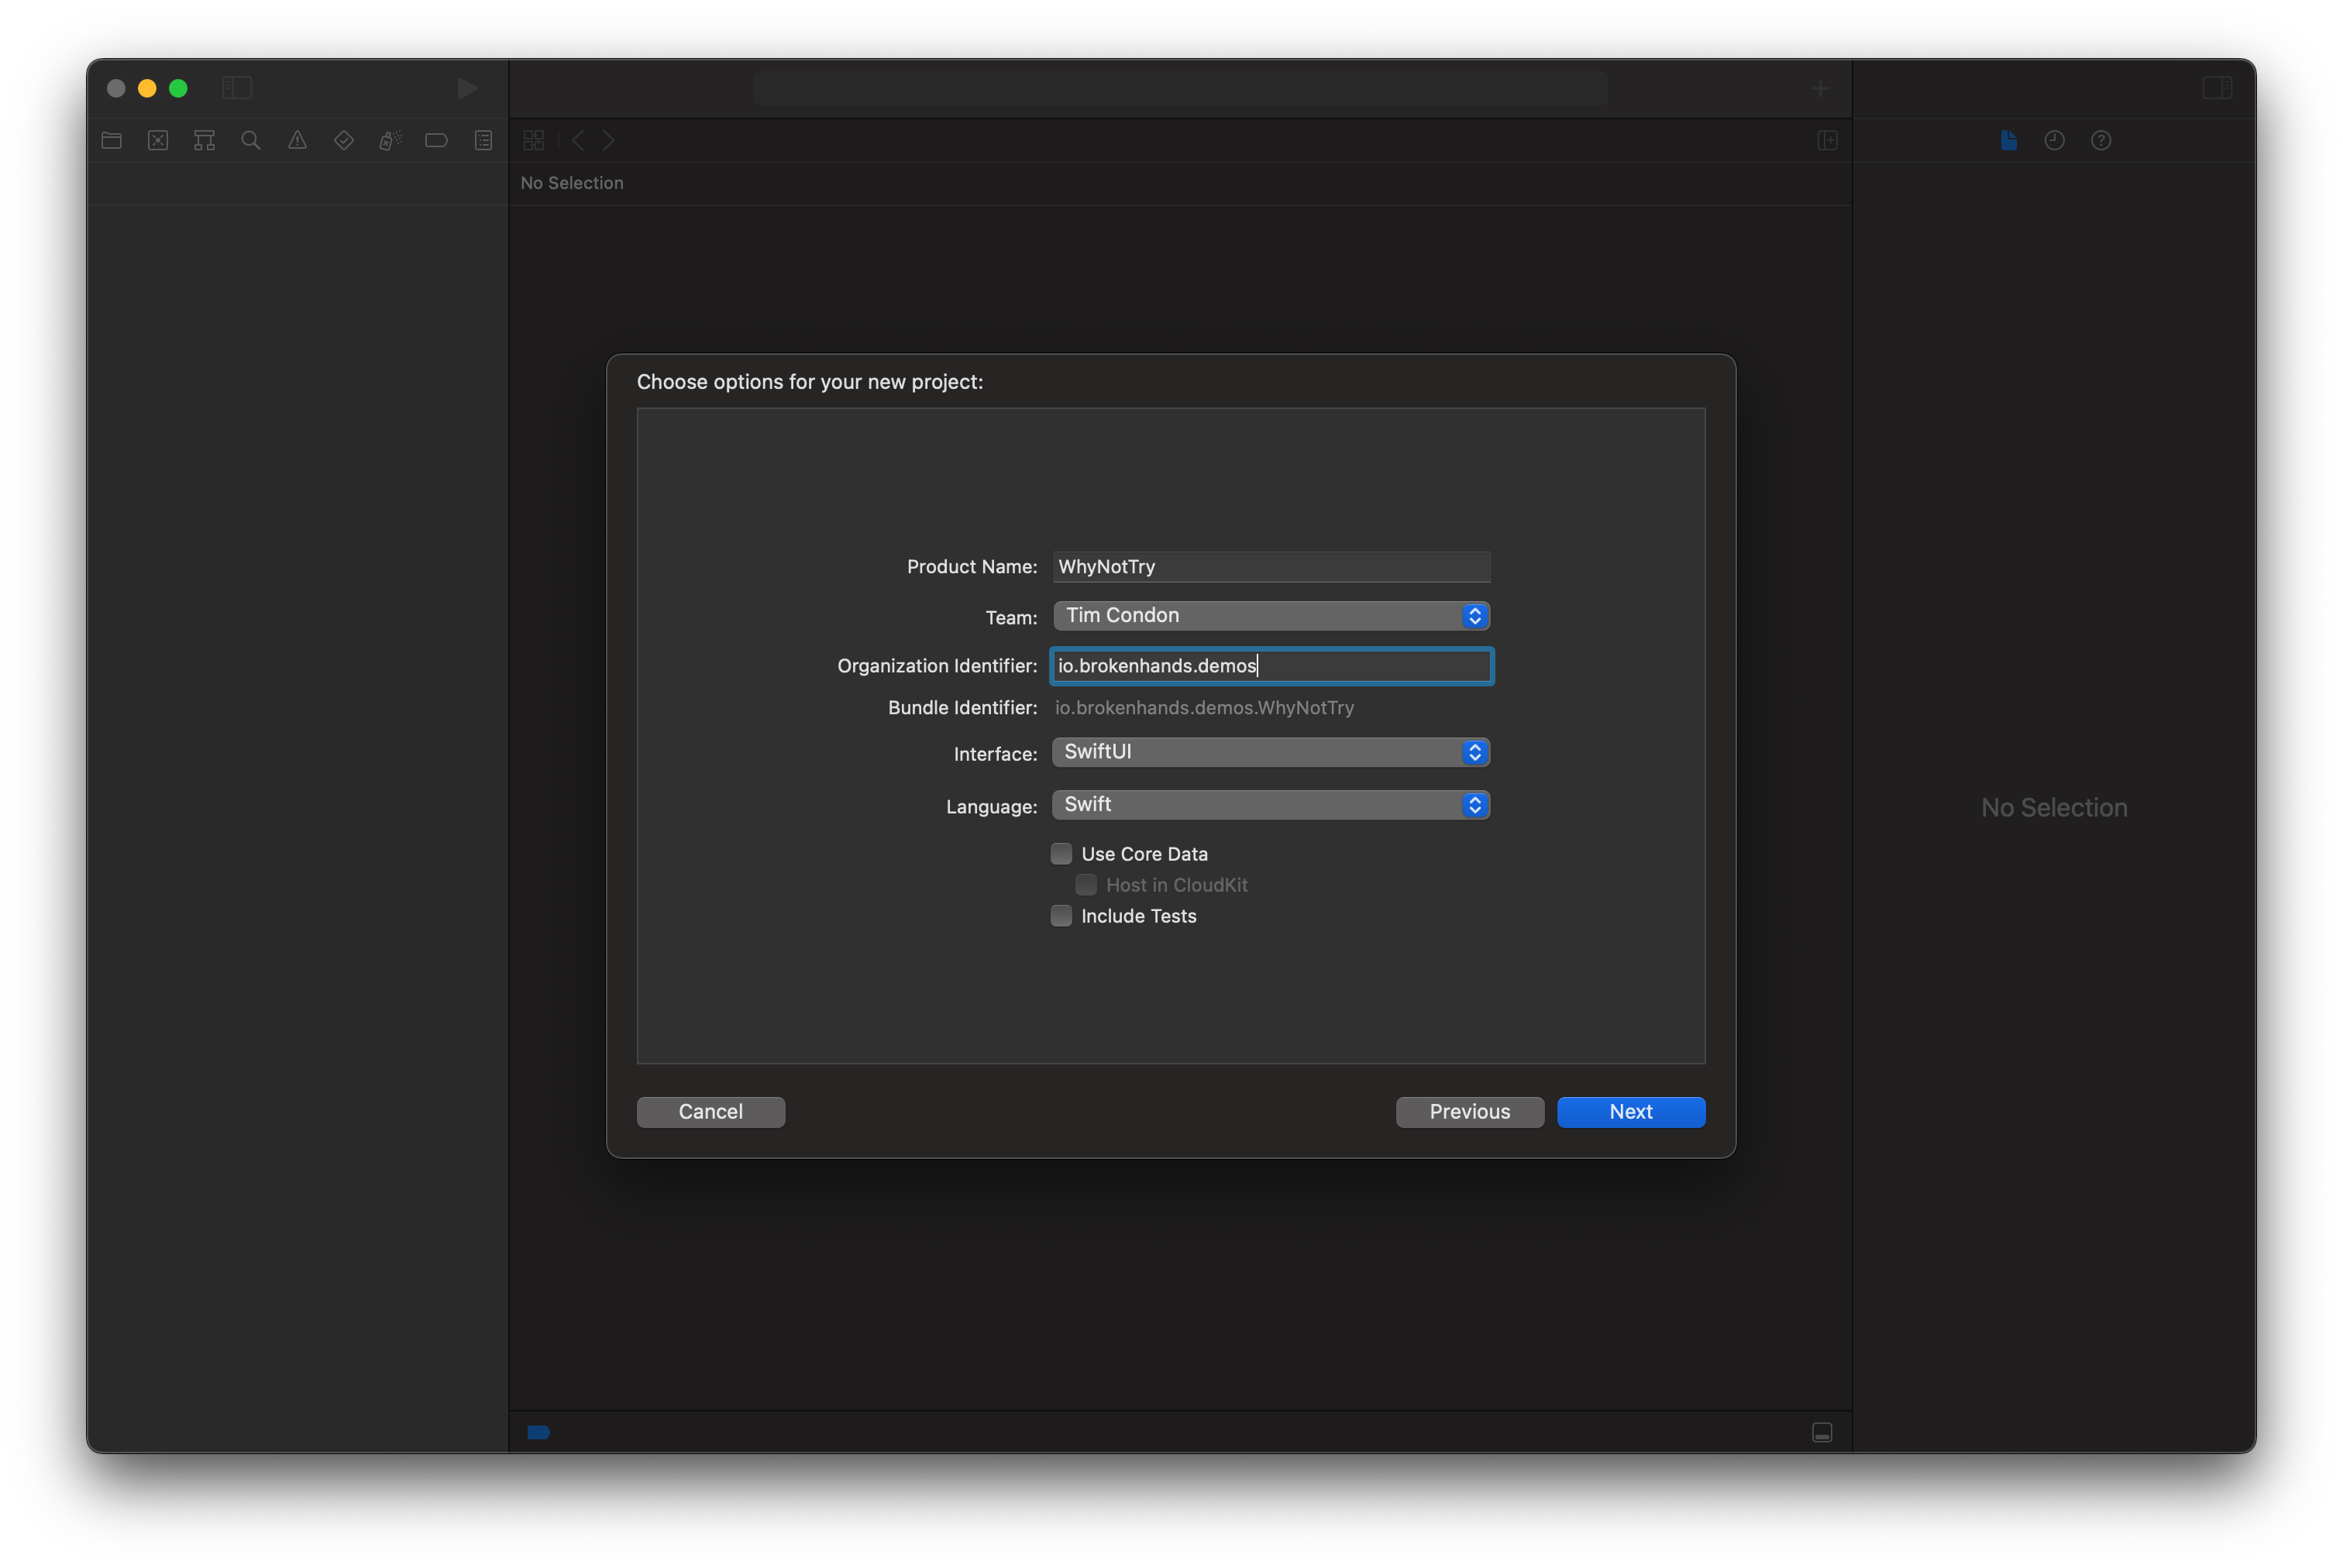 No Selection
Choose options for your new project:
Product Name: WhyNotTry
Team: Tim Condon
Organization Identifier: io.brokenhands.demos
Bundle Identifier: io.brokenhands.demos.WhyNotTry
Interface: SwiftUI
Language: Swift
Use Core Data
Host in CloudKit
Include Tests
No Selection
Cancel Previous Next